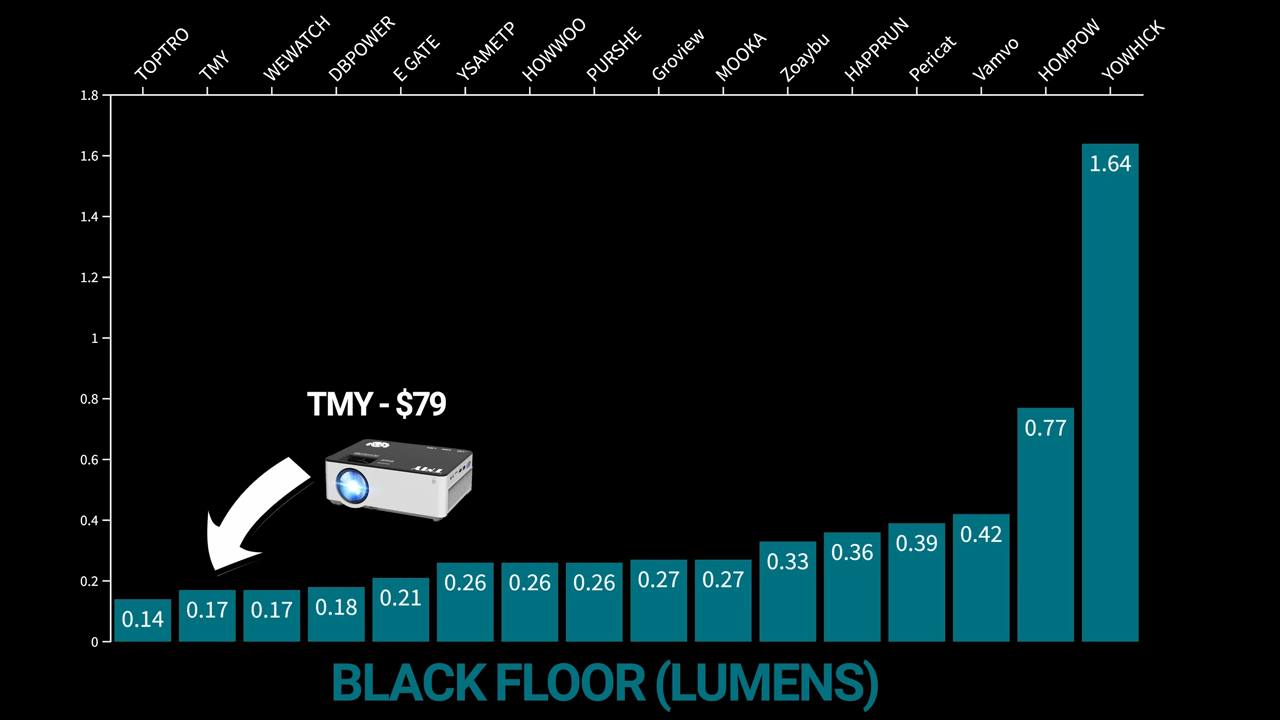 TOPTRO TMY WEWATCH DBPOWER E GATE YSAMETP HOWWOO PURSHE Groview MOOKA Zoaybu HAPPRUN Pericat Vamvo HOMPOW YOWHICK
1.8
1.6
1.4
1.2
1
0.8
0.6
0.4
0.2
0
TMY - $79
TMY
0.14 0.17 0.17 0.18 0.21 0.26 0.26 0.26 0.27 0.27 0.33 0.36 0.39 0.42 0.77 1.64
BLACK FLOOR (LUMENS)